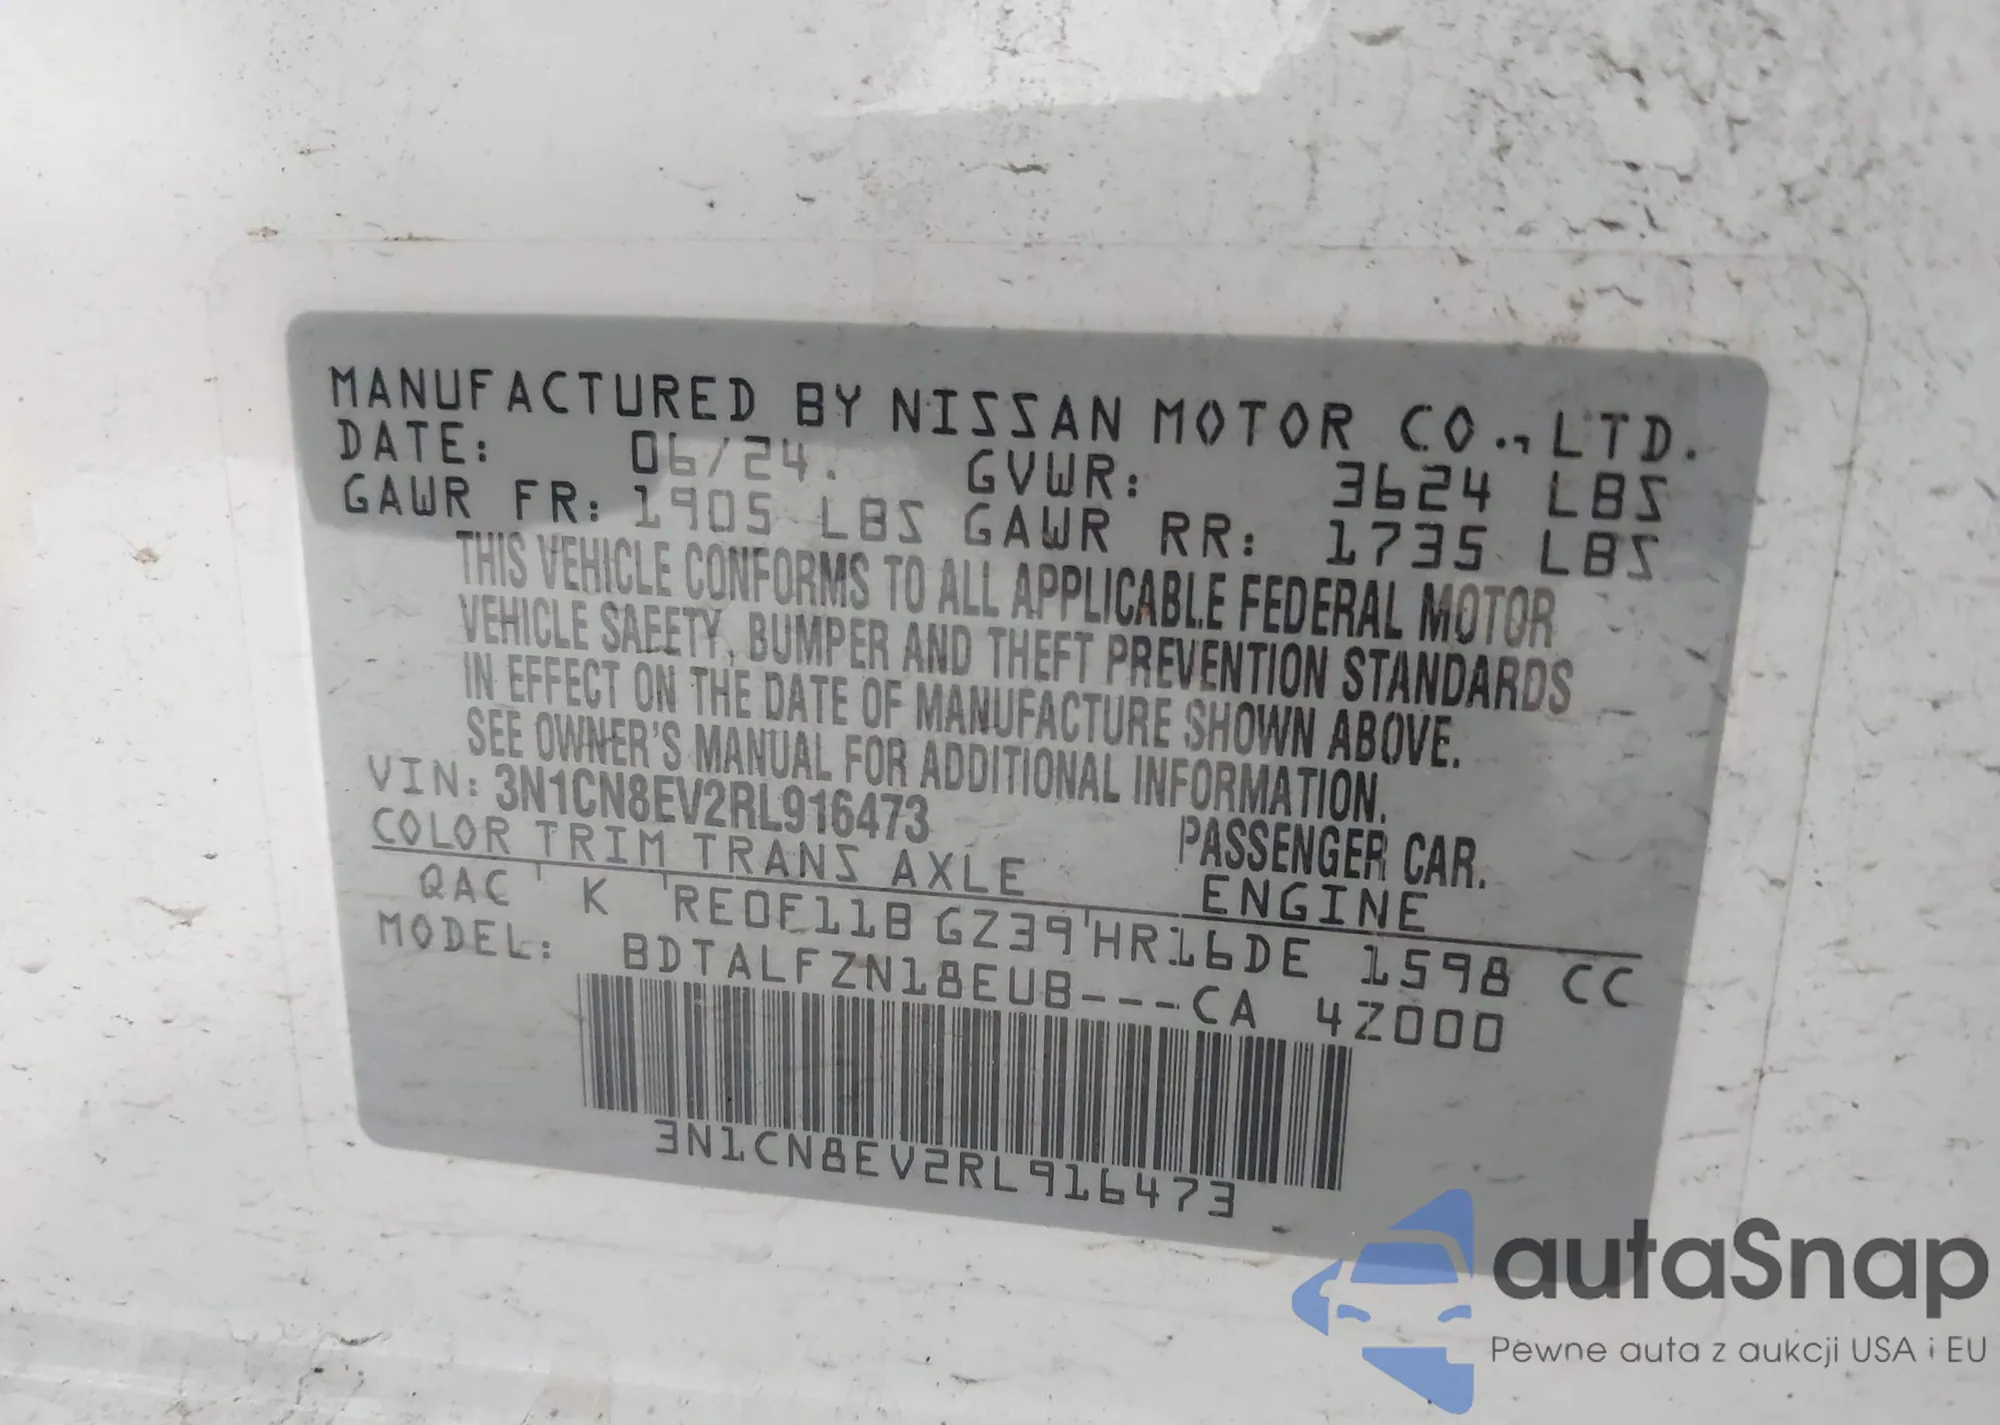 MANUFACTURED BY NISSAN MOTOR CO., LTD.
DATE: 06/24. GVWR: 3624 LBS
GAWR FR: 1905 LBS GAWR RR: 1735 LBS
THIS VEHICLE CONFORMS TO ALL APPLICABLE FEDERAL MOTOR
VEHICLE SAFETY, BUMPER AND THEFT PREVENTION STANDARDS
IN EFFECT ON THE DATE OF MANUFACTURE SHOWN ABOVE.
SEE OWNER'S MANUAL FOR ADDITIONAL INFORMATION.
VIN: 3N1CN8EV2RL916473 PASSENGER CAR.
COLOR TRIM TRANS AXLE ENGINE
QAC K RE0F11B GZ39 HR16DE 1598 CC
MODEL: BDTALFZN18EUB---CA 4Z000
3N1CN8EV2RL916473
autaSnap
Pewne auta z aukcji USA i EU